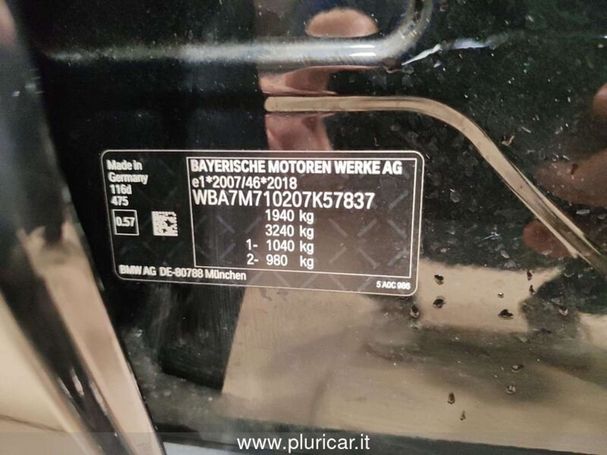 Made in
Germany
116d
475
0.57
BAYERISCHE MOTOREN WERKE AG
e1*2007/46*2018
WBA7M710207K57837
1940 kg
3240 kg
1- 1040 kg
2- 980 kg
BMW AG DE-80788 München
5 A0C 986
www.pluricar.it